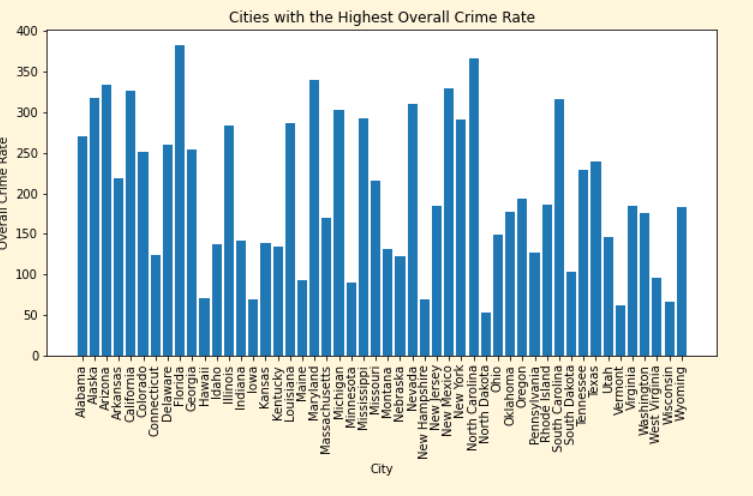 Cities with the Highest Overall Crime Rate
400
350
300
250
200
150
100
50
0
Overall Crime Rate
Alabama
Alaska
Arizona
Arkansas
California
Colorado
Connecticut
Delaware
Florida
Georgia
Hawaii
Idaho
Illinois
Indiana
Iowa
Kansas
Kentucky
Louisiana
Maine
Maryland
Massachusetts
Michigan
Minnesota
Mississippi
Missouri
Montana
Nebraska
Nevada
New Hampshire
New Jersey
New Mexico
New York
North Carolina
North Dakota
Ohio
Oklahoma
Oregon
Pennsylvania
Rhode Island
South Carolina
South Dakota
Tennessee
Texas
Utah
Vermont
Virginia
Washington
West Virginia
Wisconsin
Wyoming
City